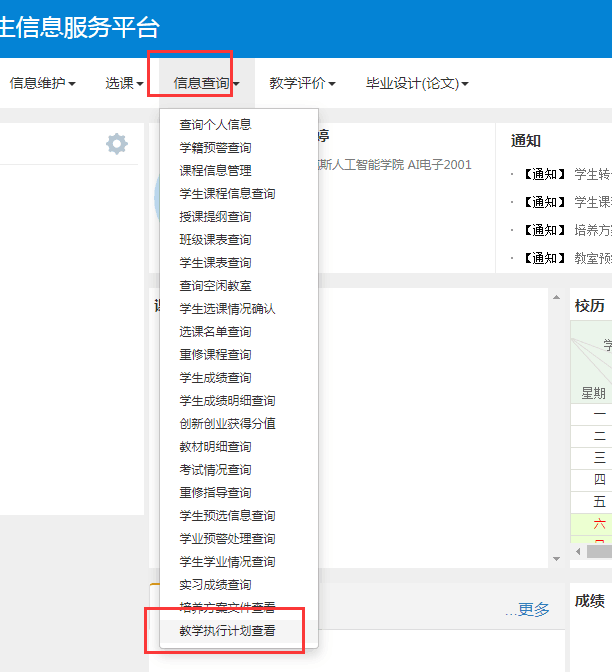 生信息服务平台
信息维护 选课 信息查询 教学评价 毕业设计(论文)
查询个人信息
学籍预警查询
课程信息管理
学生课程信息查询
授课提纲查询
班级课表查询
学生课表查询
查询空闲教室
学生选课情况确认
选课名单查询
重修课程查询
学生成绩查询
学生成绩明细查询
创新创业获得分值
教材明细查询
考试情况查询
重修指导查询
学生预选信息查询
学业预警处理查询
学生学业情况查询
实习成绩查询
培养方案文件查看
教学执行计划查看
婷
斯人工智能学院 AI电子2001
...更多
通知
· 【通知】 学生转
· 【通知】 学生课
· 【通知】 培养方
· 【通知】 教室预
校历
学
星期
一
二
三
四
五
六
成绩